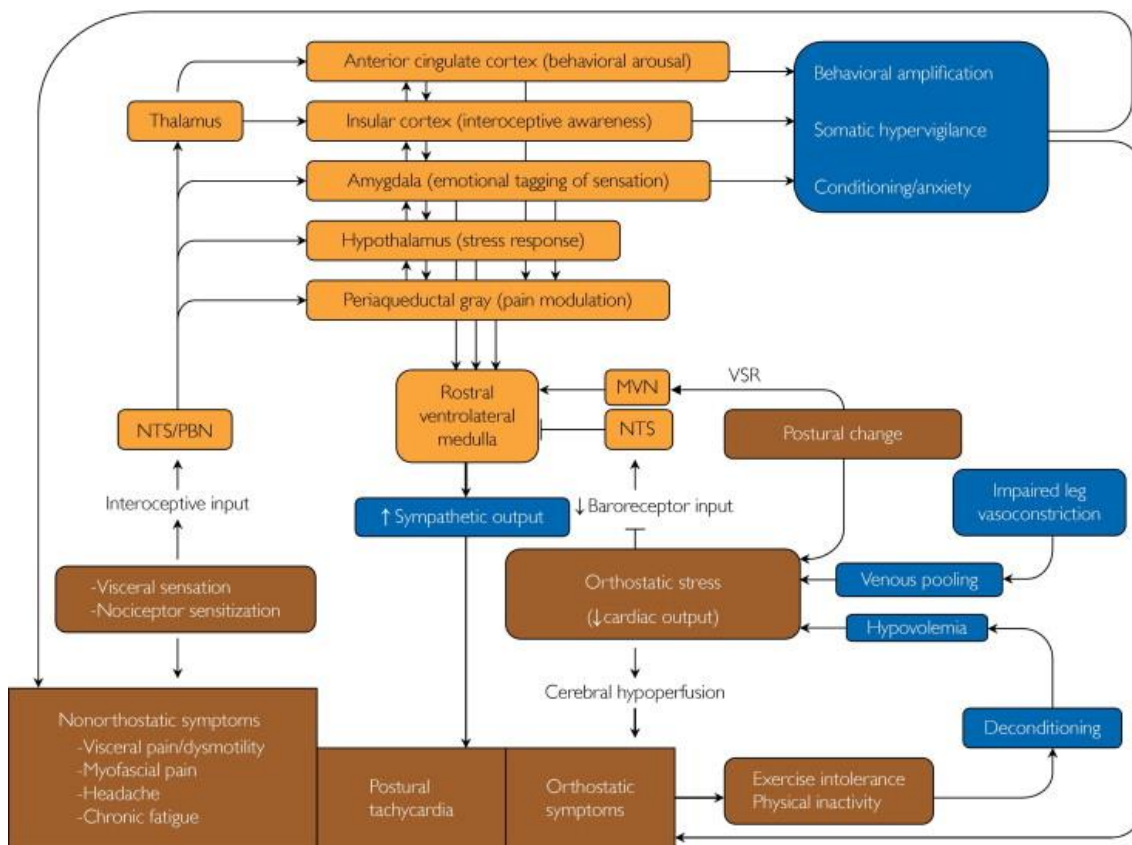 Anterior cingulate cortex (behavioral arousal)
Thalamus
Insular cortex (interoceptive awareness)
Amygdala (emotional tagging of sensation)
Hypothalamus (stress response)
Periaqueductal gray (pain modulation)
Behavioral amplification
Somatic hypervigilance
Conditioning/anxiety
Rostral
ventrolateral
medulla
MVN
VSR
NTS
Postural change
NTS/PBN
Interoceptive input
↑ Sympathetic output
↓ Baroreceptor input
Impaired leg
vasoconstriction
-Visceral sensation
-Nociceptor sensitization
Orthostatic stress
(↓cardiac output)
Venous pooling
Hypovolemia
Cerebral hypoperfusion
Deconditioning
Nonorthostatic symptoms
-Visceral pain/dysmotility
-Myofascial pain
-Headache
-Chronic fatigue
Postural
tachycardia
Orthostatic
symptoms
Exercise intolerance
Physical inactivity